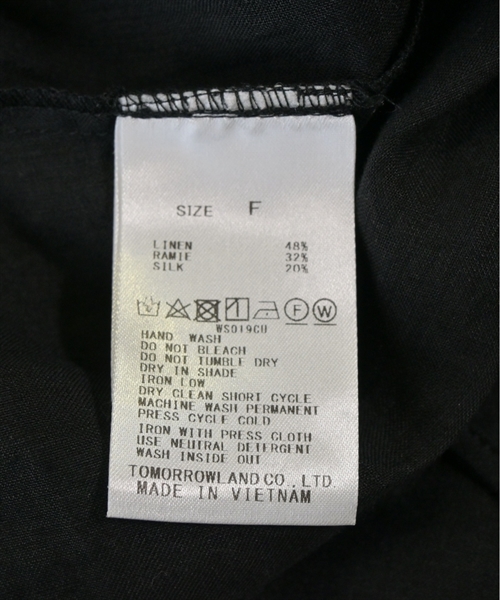 SIZE F
LINEN 48%
RAMIE 32%
SILK 20%
F W
WS019CU
HAND WASH
DO NOT BLEACH
DO NOT TUMBLE DRY
DRY IN SHADE
IRON LOW
DRY CLEAN SHORT CYCLE
MACHINE WASH PERMANENT
PRESS CYCLE COLD
IRON WITH PRESS CLOTH
USE NEUTRAL DETERGENT
WASH INSIDE OUT
TOMORROWLAND CO., LTD.
MADE IN VIETNAM